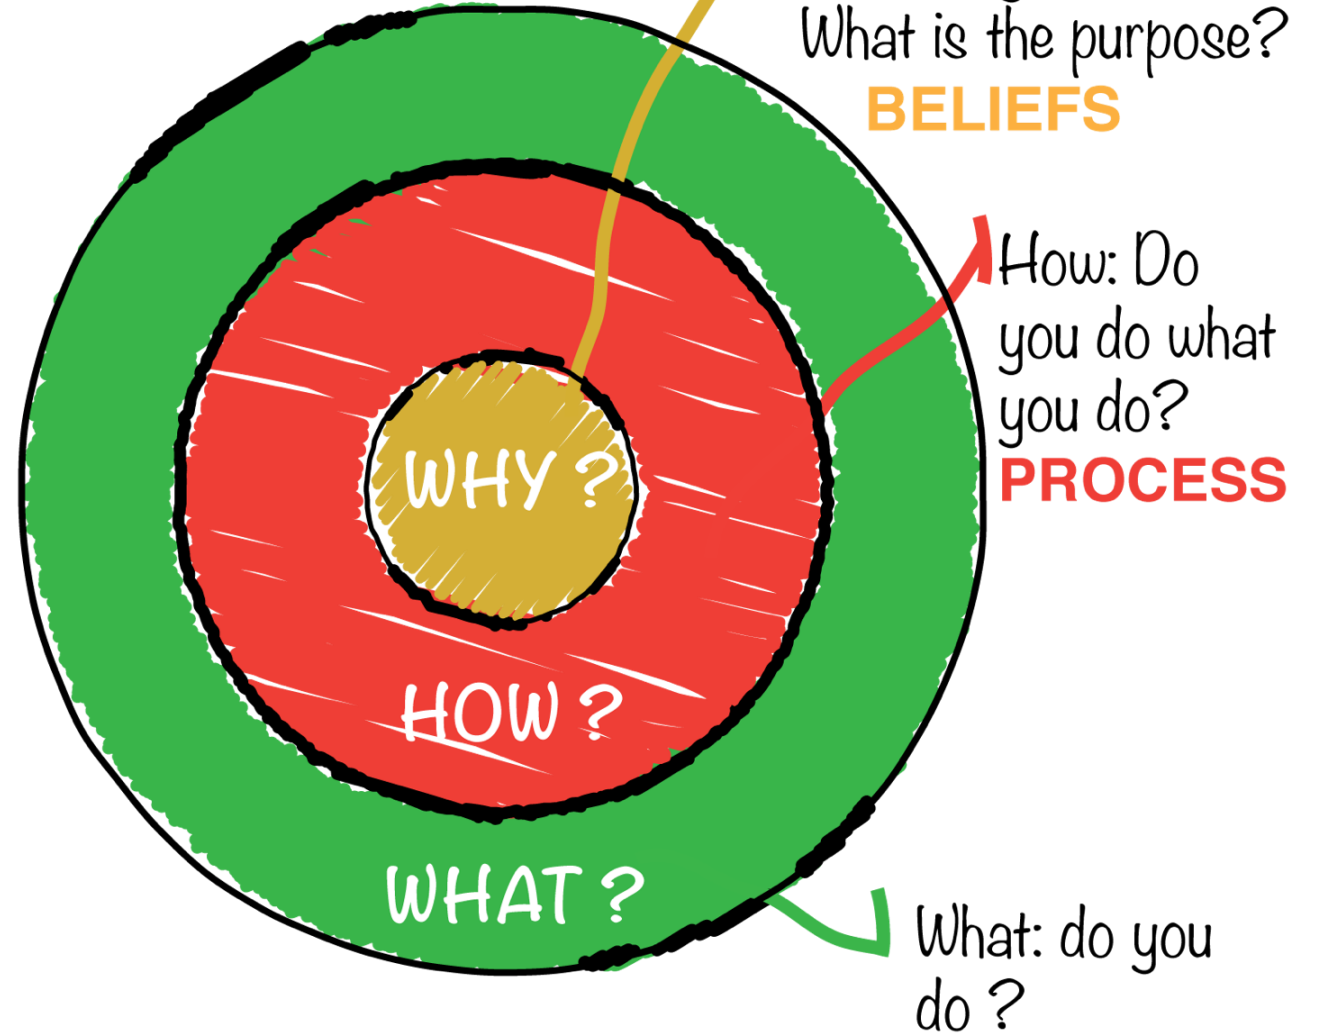 What is the purpose?
BELIEFS
How: Do
you do what
you do?
PROCESS
WHY ?
HOW ?
WHAT ?
What: do you
do ?